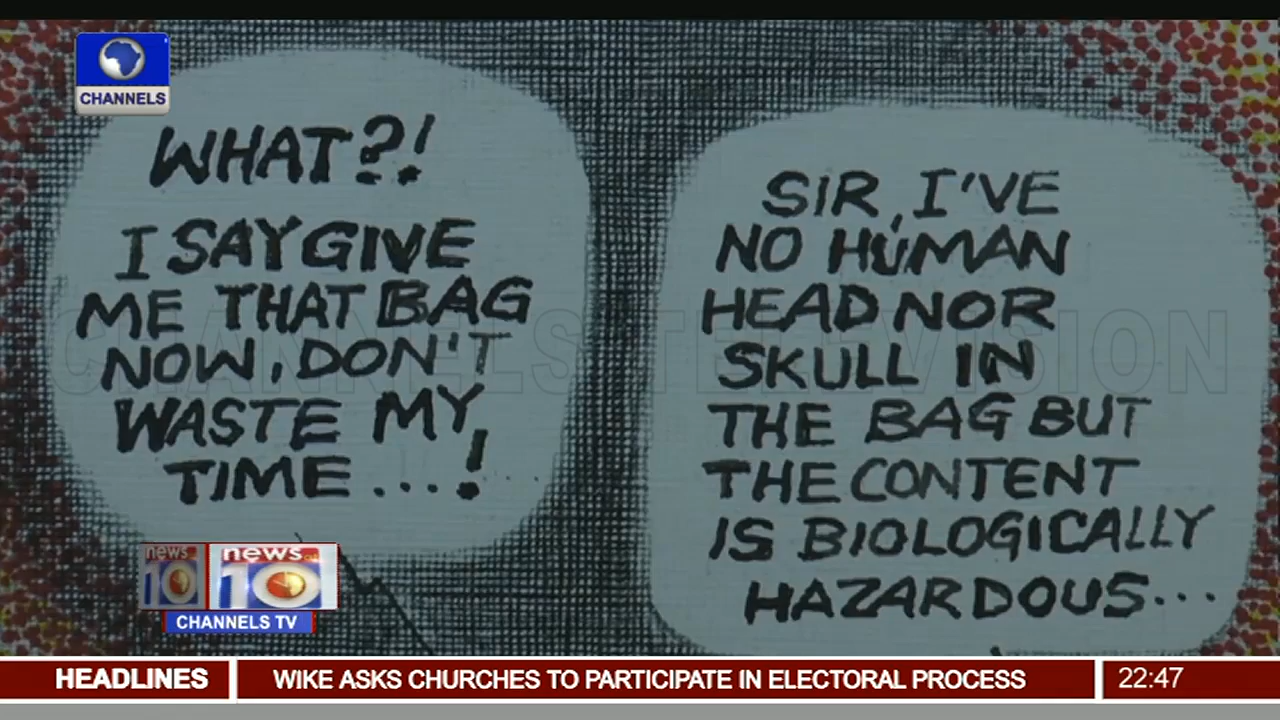 CHANNELS
WHAT?!
I SAY GIVE
ME THAT BAG
NOW, DON'T
WASTE MY
TIME...!
SIR, I'VE
NO HUMAN
HEAD NOR
SKULL IN
THE BAG BUT
THE CONTENT
IS BIOLOGICALLY
HAZARDOUS...
CHANNELS TELEVISION
news
10
news
10
CHANNELS TV
HEADLINES
WIKE ASKS CHURCHES TO PARTICIPATE IN ELECTORAL PROCESS
22:47